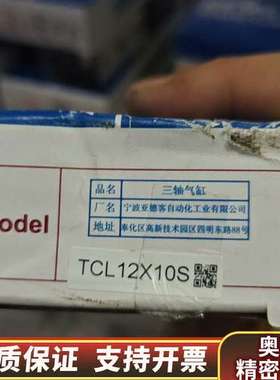 odel
品名 三轴气缸
厂名 宁波亚德客自动化工业有限公司
地址 奉化区高新技术园区四明东路88号
TCL12X10S
质保证 支持开票
奥
精密